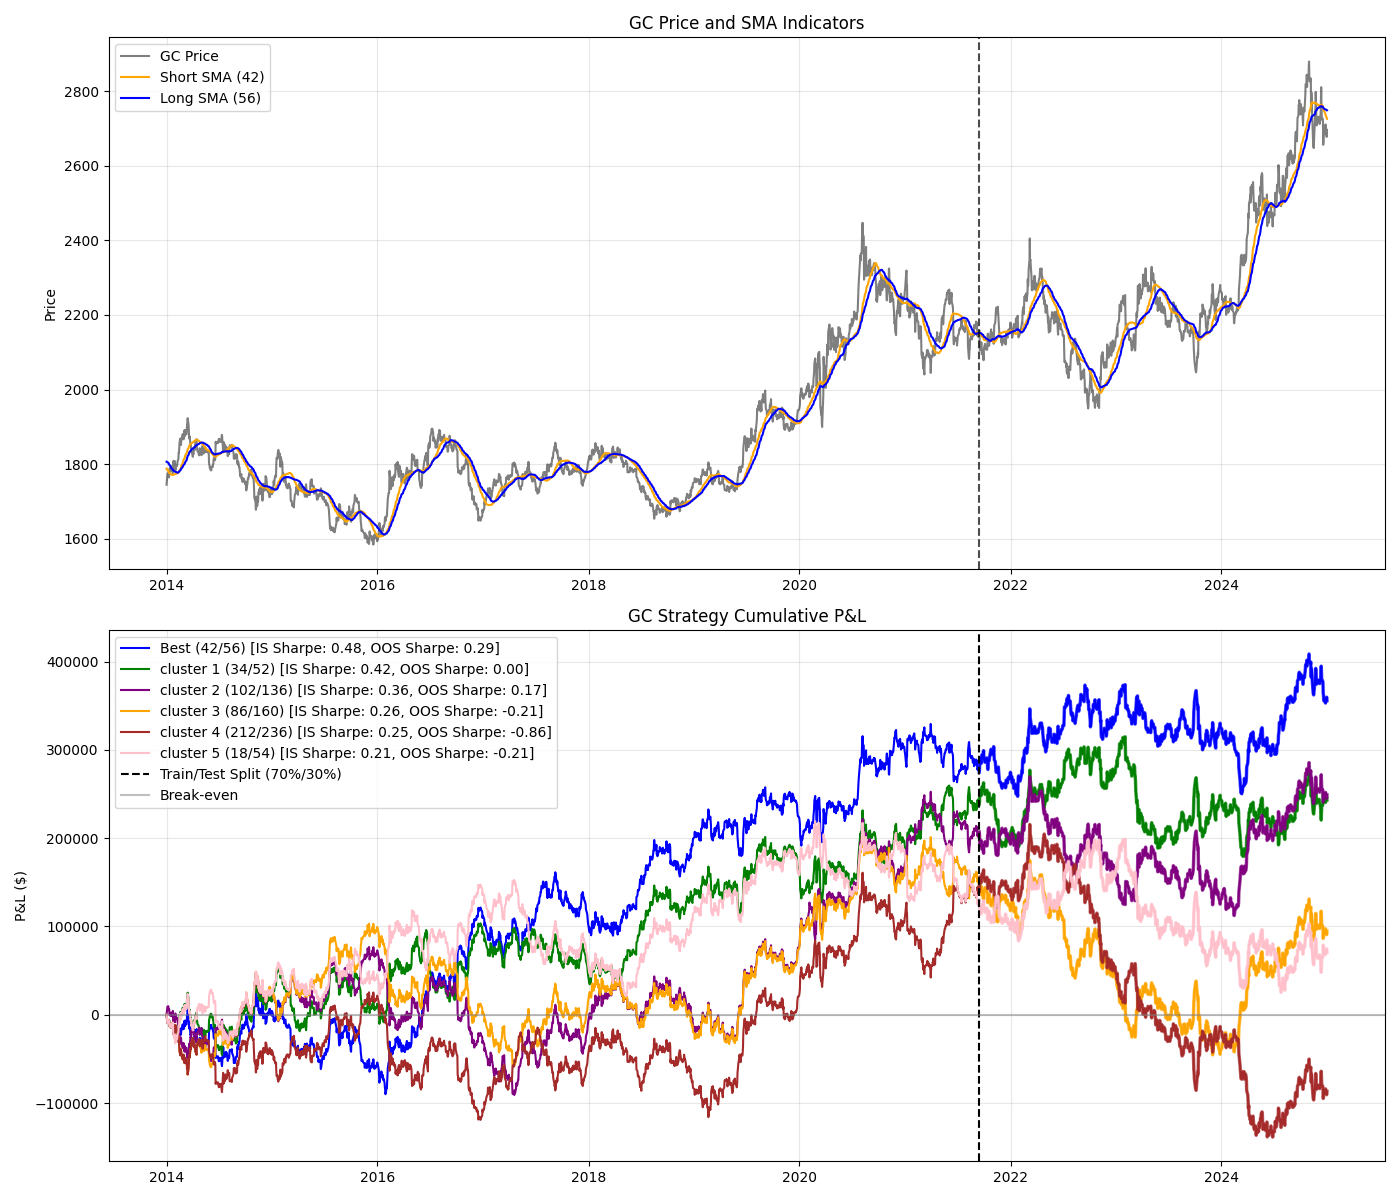 GC Price and SMA Indicators
GC Price
Short SMA (42)
Long SMA (56)
Price
2800
2600
2400
2200
2000
1800
1600
2014
2016
2018
2020
2022
2024
GC Strategy Cumulative P&L
Best (42/56) [IS Sharpe: 0.48, OOS Sharpe: 0.29]
cluster 1 (34/52) [IS Sharpe: 0.42, OOS Sharpe: 0.00]
cluster 2 (102/136) [IS Sharpe: 0.36, OOS Sharpe: 0.17]
cluster 3 (86/160) [IS Sharpe: 0.26, OOS Sharpe: -0.21]
cluster 4 (212/236) [IS Sharpe: 0.25, OOS Sharpe: -0.86]
cluster 5 (18/54) [IS Sharpe: 0.21, OOS Sharpe: -0.21]
Train/Test Split (70%/30%)
Break-even
P&L ($)
400000
300000
200000
100000
0
−100000
2014
2016
2018
2020
2022
2024